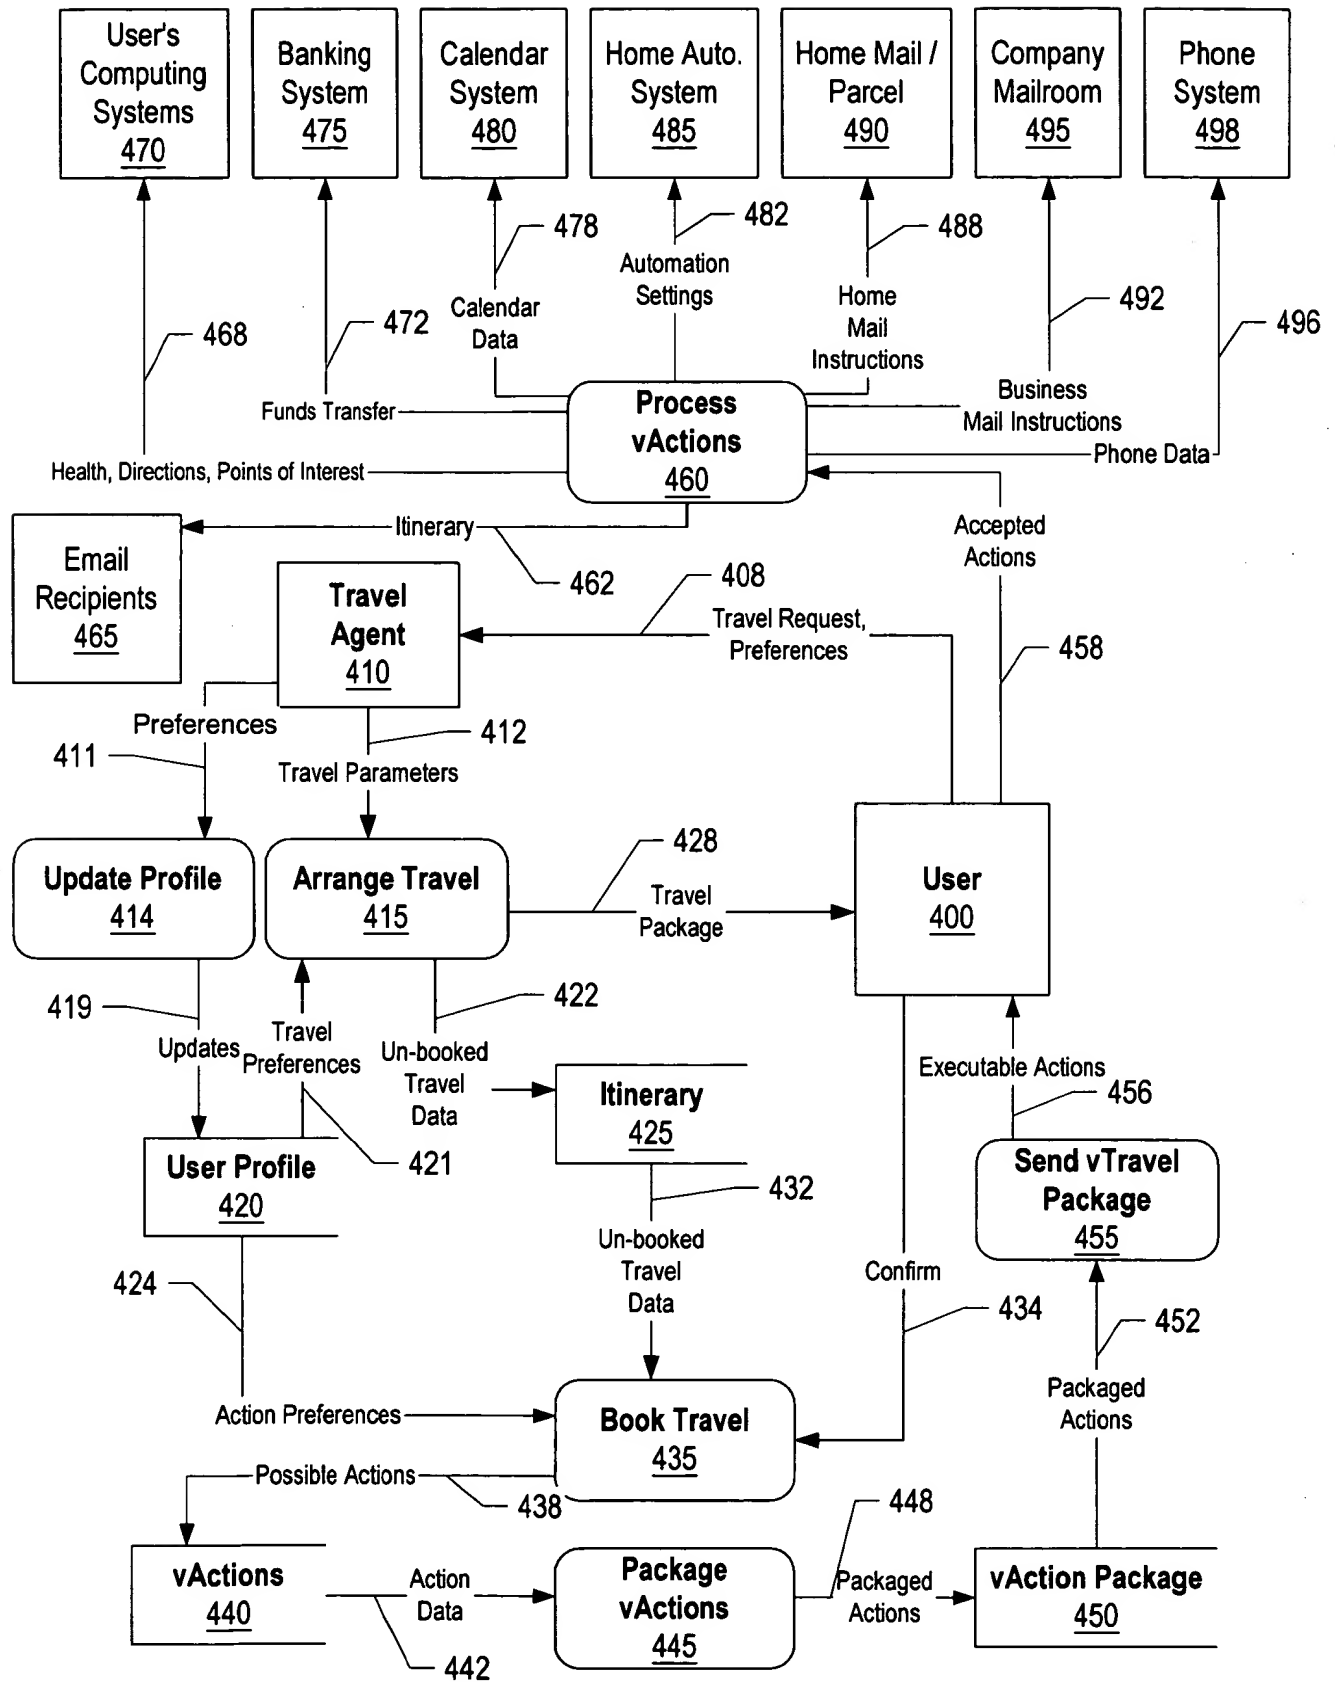 User's
Computing
Systems
470
Banking
System
475
Calendar
System
480
Home Auto.
System
485
Home Mail /
Parcel
490
Company
Mailroom
495
Phone
System
498
478
482
488
Automation
Settings
Calendar
Data
Home
Mail
Instructions
468
472
492
496
Funds Transfer
Process
vActions
460
Business
Mail Instructions
Phone Data
Health, Directions, Points of Interest
Itinerary
462
Accepted
Actions
Email
Recipients
465
Travel
Agent
410
408
Travel Request,
Preferences
458
Preferences
411
412
Travel Parameters
Update Profile
414
Arrange Travel
415
428
Travel
Package
User
400
419
Updates
Travel
Preferences
422
Un-booked
Travel
Data
Itinerary
425
Executable Actions
456
User Profile
420
421
432
Send vTravel
Package
455
424
Un-booked
Travel
Data
Confirm
434
452
Packaged
Actions
Action Preferences
Book Travel
435
Possible Actions
438
448
vActions
440
Action
Data
442
Package
vActions
445
Packaged
Actions
vAction Package
450